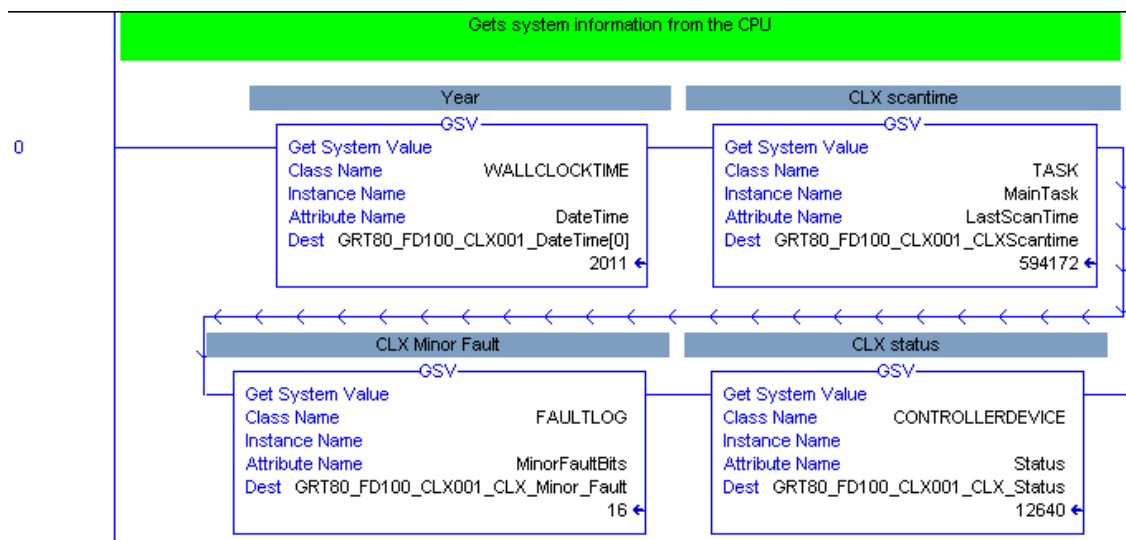 Gets system information from the CPU
Year
CLX scantime
0
GSV
Get System Value
Class Name WALLCLOCKTIME
Instance Name
Attribute Name DateTime
Dest GRT80_FD100_CLX001_DateTime[0]
2011
GSV
Get System Value
Class Name TASK
Instance Name MainTask
Attribute Name LastScanTime
Dest GRT80_FD100_CLX001_CLXScantime
594172
CLX Minor Fault
CLX status
GSV
Get System Value
Class Name FAULTLOG
Instance Name
Attribute Name MinorFaultBits
Dest GRT80_FD100_CLX001_CLX_Minor_Fault
16
GSV
Get System Value
Class Name CONTROLLERDEVICE
Instance Name
Attribute Name Status
Dest GRT80_FD100_CLX001_CLX_Status
12640